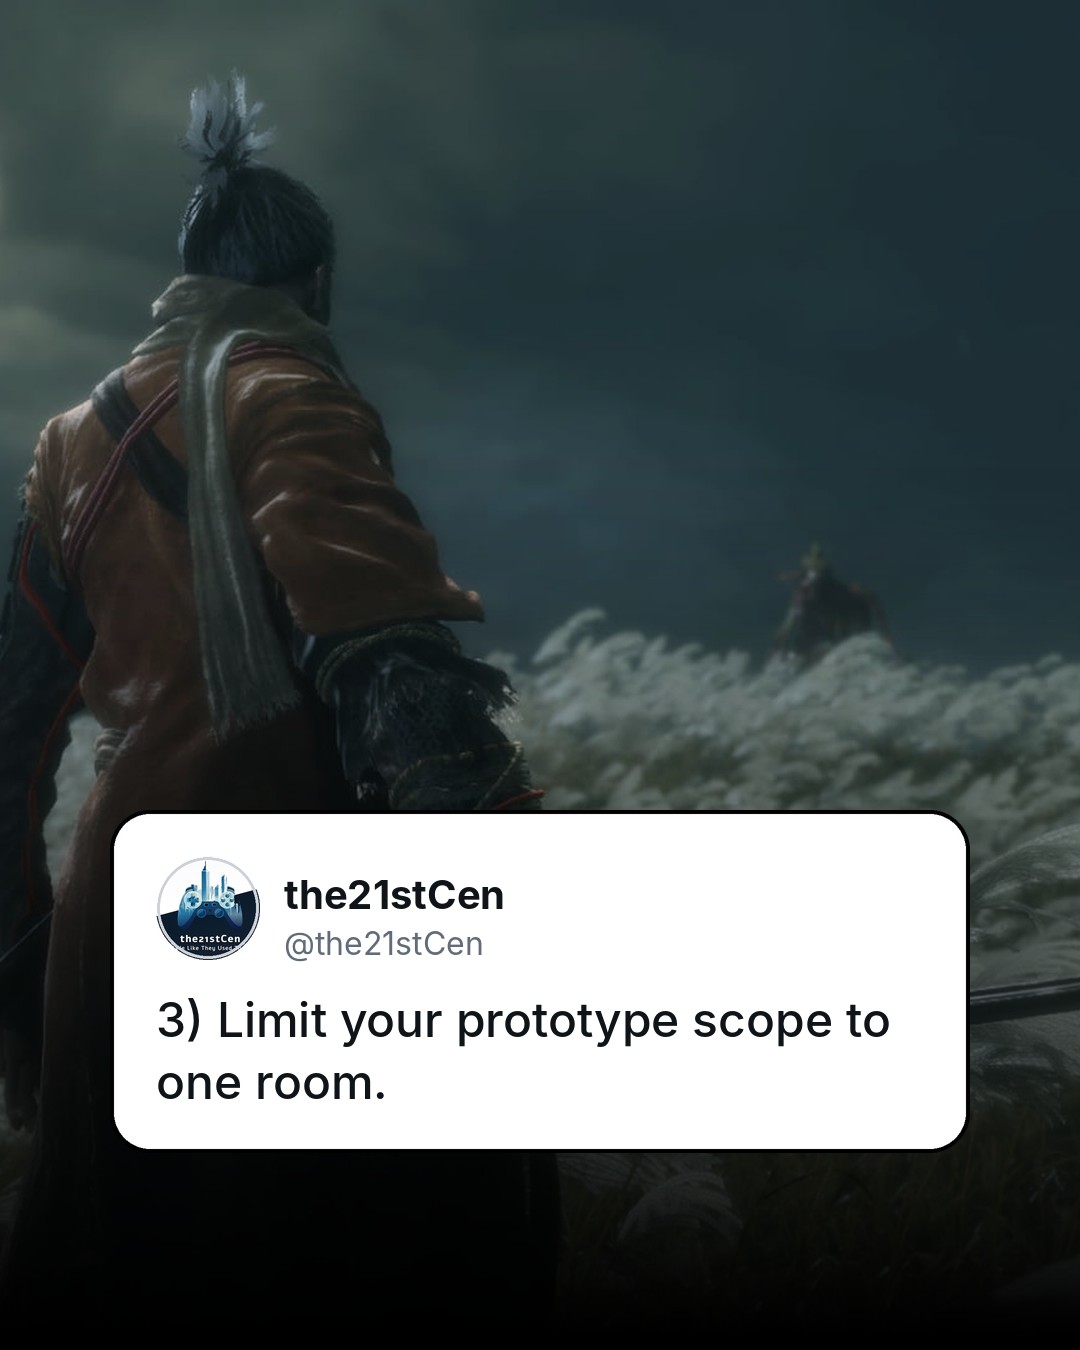 the21stCen
the21stCen
@the21stCen
3) Limit your prototype scope to
one room.